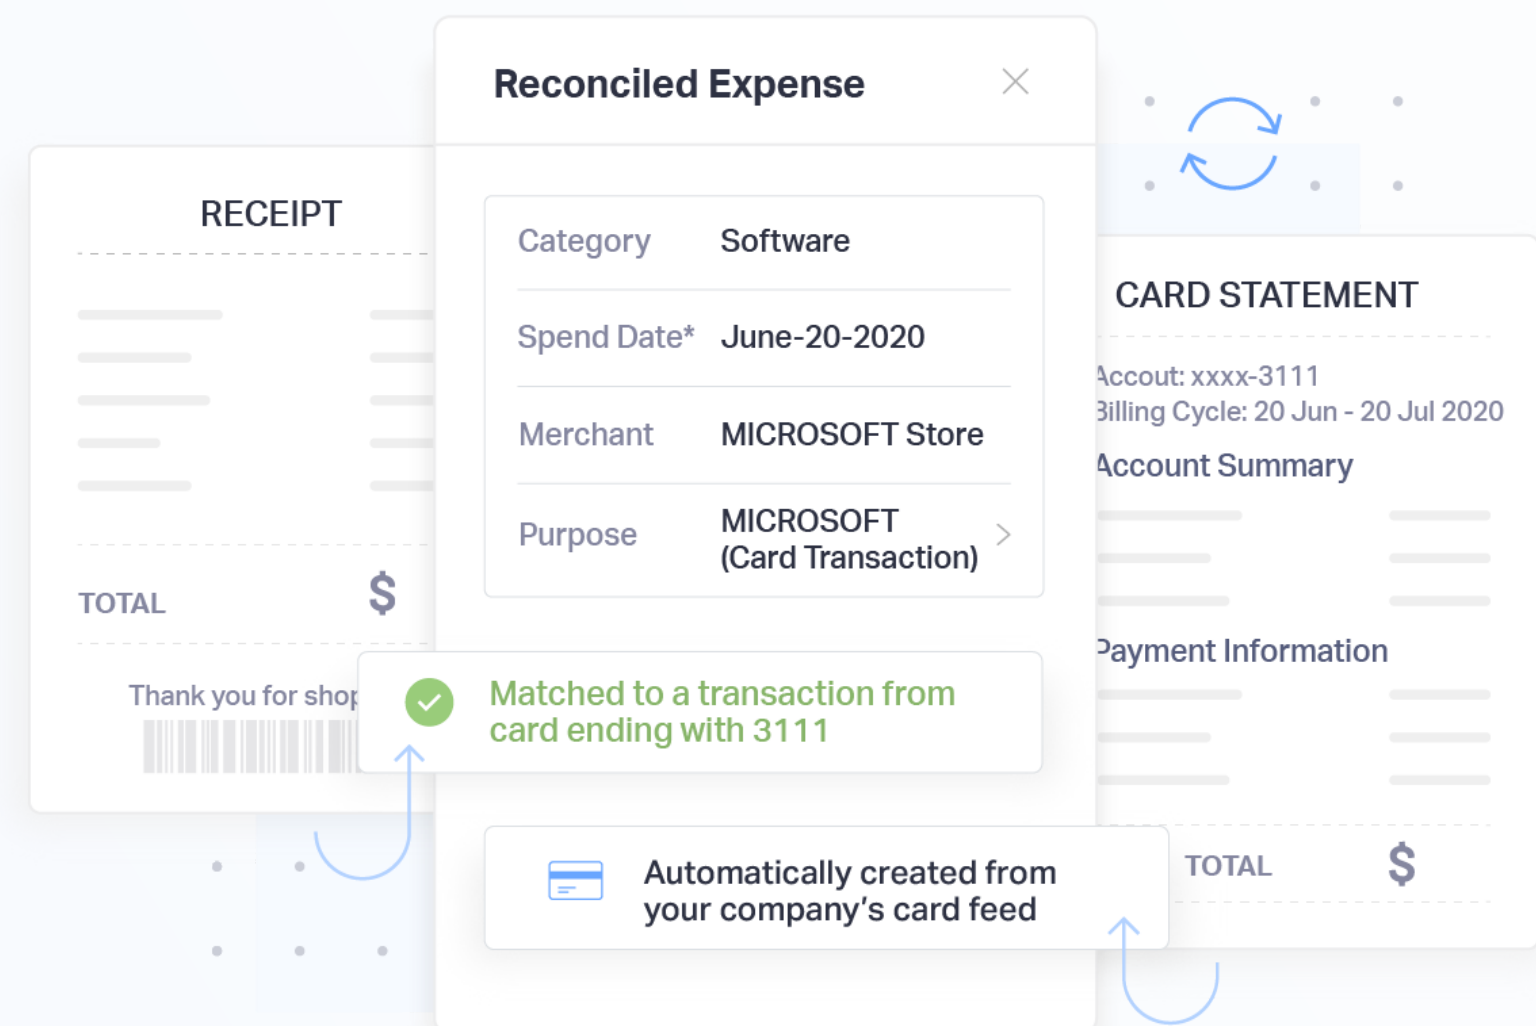 RECEIPT
TOTAL $
Thank you for shop
Reconciled Expense
Category Software
Spend Date* June-20-2020
Merchant MICROSOFT Store
Purpose MICROSOFT
(Card Transaction)
Matched to a transaction from
card ending with 3111
Automatically created from
your company’s card feed
CARD STATEMENT
Accout: xxxx-3111
Billing Cycle: 20 Jun - 20 Jul 2020
Account Summary
Payment Information
TOTAL $